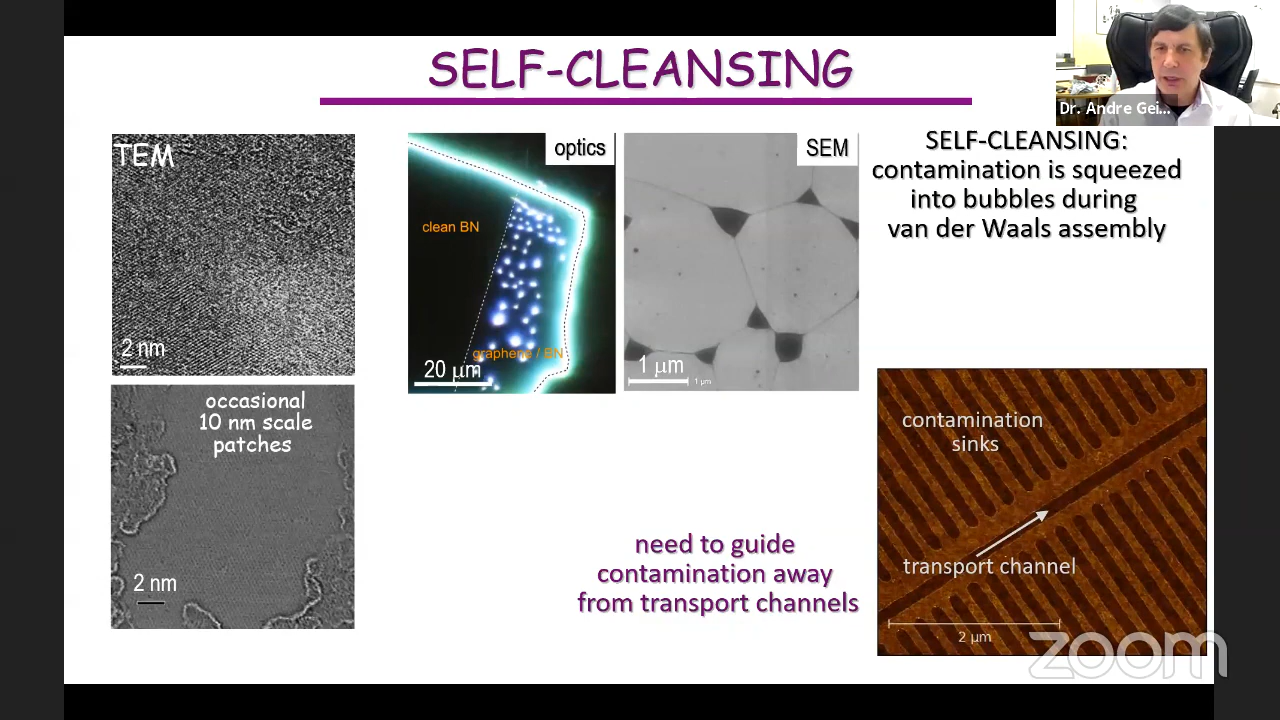 SELF-CLEANSING
Dr. Andre Gei...
TEM
2 nm
occasional
10 nm scale
patches
2 nm
optics
clean BN
graphene / BN
20 μm
SEM
1 μm
1 μm
SELF-CLEANSING:
contamination is squeezed
into bubbles during
van der Waals assembly
need to guide
contamination away
from transport channels
contamination
sinks
transport channel
2 μm
zoom